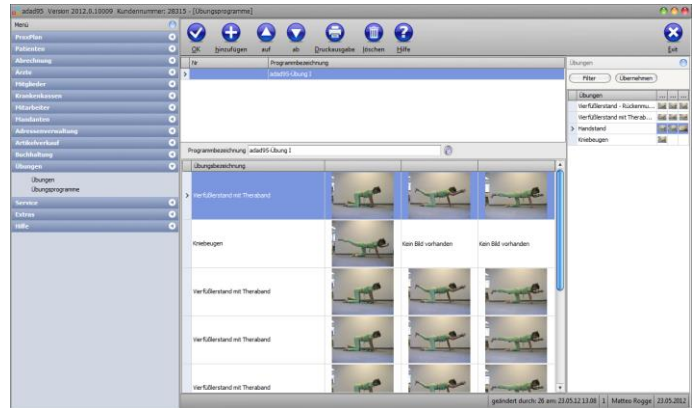 adad95 Version 2012.0.10009 Kundennummer: 28315 - [Übungsprogramme]
Menü
PraxPlan
Patienten
Abrechnung
Ärzte
Mitglieder
Krankenkassen
Mitarbeiter
Mandanten
Adressenverwaltung
Artikelverkauf
Buchhaltung
Übungen
Übungen
Übungsprogramme
Service
Extras
Hilfe
OK hinzufügen auf ab Druckausgabe löschen Hilfe Exit
Nr Programmbezeichnung
adad95-Übung 1
Programmbezeichnung adad95-Übung 1
Übungsbezeichnung
Vierfüßlerstand mit Theraband
Kniebeugen Kein Bild vorhanden Kein Bild vorhanden
Vierfüßlerstand mit Theraband
Vierfüßlerstand mit Theraband
Vierfüßlerstand mit Theraband
Übungen
Filter Übernehmen
Übungen ... ... ...
Vierfüßlerstand - Rückenmu...
Vierfüßlerstand mit Therab...
Handstand
Kniebeugen
geändert durch: 26 am: 23.05.12 13.08 1 Matteo Rogge 23.05.2012